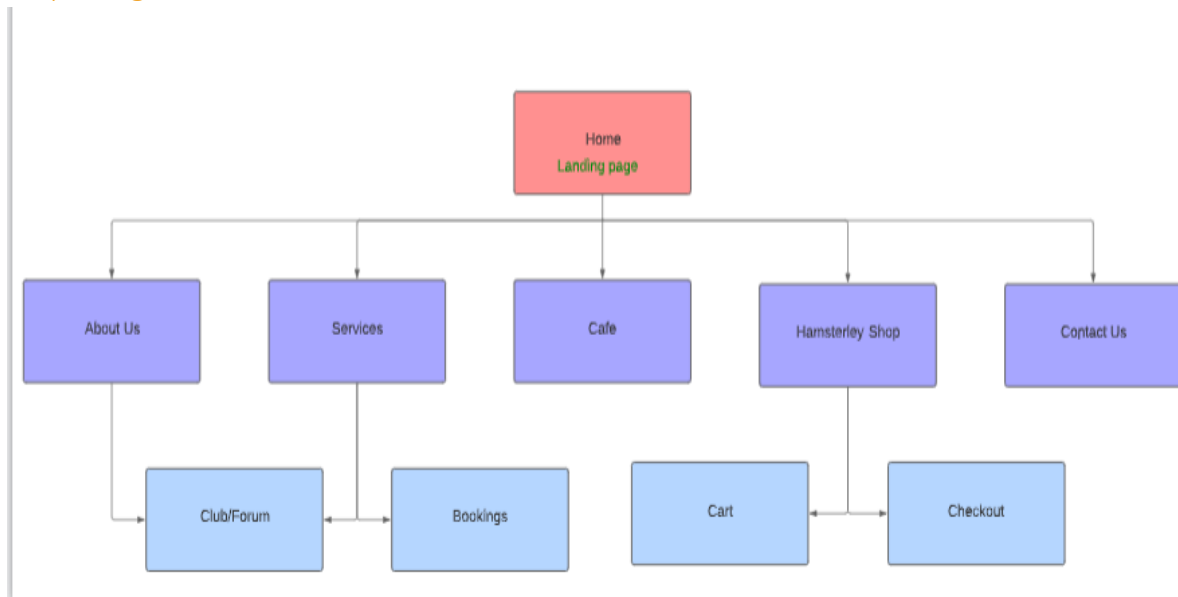 Home
Landing page
About Us
Services
Cafe
Hamsterley Shop
Contact Us
Club/Forum
Bookings
Cart
Checkout